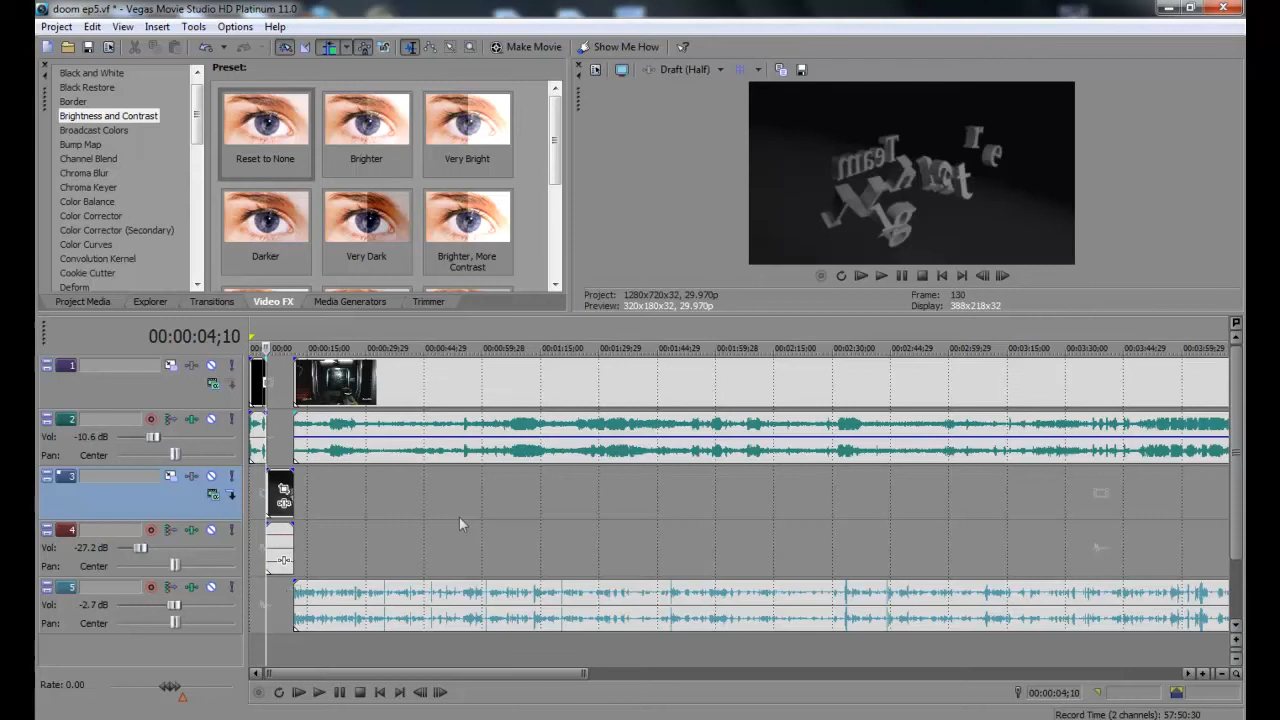 doom ep5.vf * - Vegas Movie Studio HD Platinum 11.0
Project Edit View Insert Tools Options Help
Make Movie Show Me How
Black and White
Black Restore
Border
Brightness and Contrast
Broadcast Colors
Bump Map
Channel Blend
Chroma Blur
Chroma Keyer
Color Balance
Color Corrector
Color Corrector (Secondary)
Color Curves
Convolution Kernel
Cookie Cutter
Deform
Preset:
Reset to None Brighter Very Bright
Darker Very Dark Brighter, More
Contrast
Project Media Explorer Transitions Video FX Media Generators Trimmer
Draft (Half)
Team
Project: 1280x720x32, 29.970p Frame: 130
Preview: 320x180x32, 29.970p Display: 388x218x32
00:00:04;10
00:00 00:00:15:00 00:00:29:29 00:00:44:29 00:00:59:28 00:01:15:00 00:01:29:29 00:01:44:29 00:01:59:28 00:02:15:00 00:02:29:29 00:02:44:29 00:02:59:28 00:03:15:00 00:03:30:00 00:03:44:29 00:03:59:29
1
2
Vol: -10.6 dB
Pan: Center
3
4
Vol: -27.2 dB
Pan: Center
5
Vol: -2.7 dB
Pan: Center
Rate: 0.00
00:00:04;10
Record Time (2 channels): 57:50:30